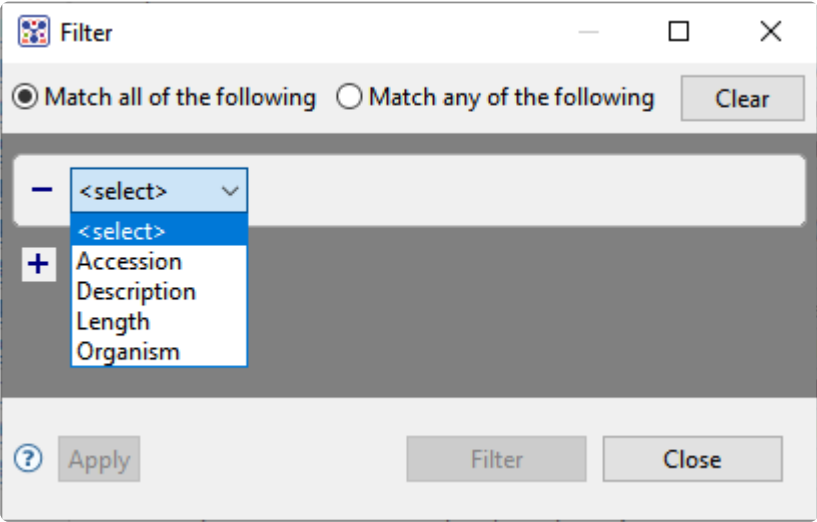 Filter
Match all of the following Match any of the following Clear
<select>
<select>
Accession
Description
Length
Organism
Apply Filter Close